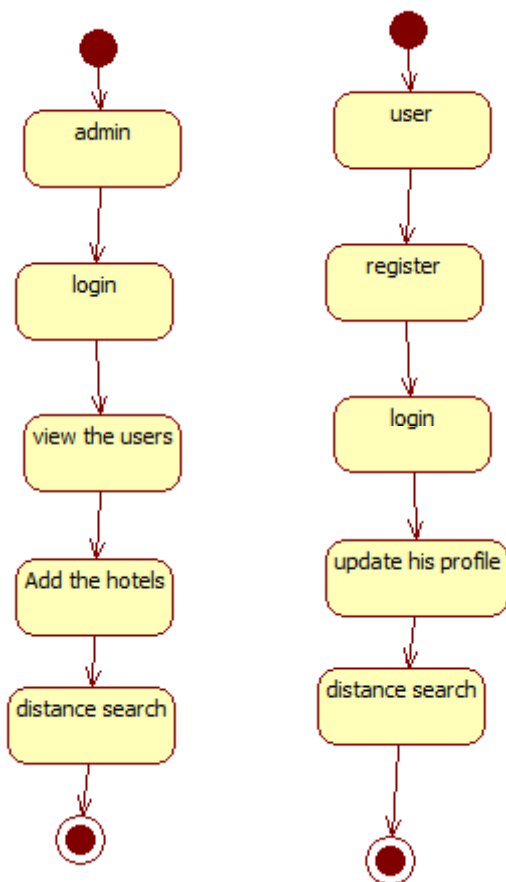 admin
login
view the users
Add the hotels
distance search
user
register
login
update his profile
distance search